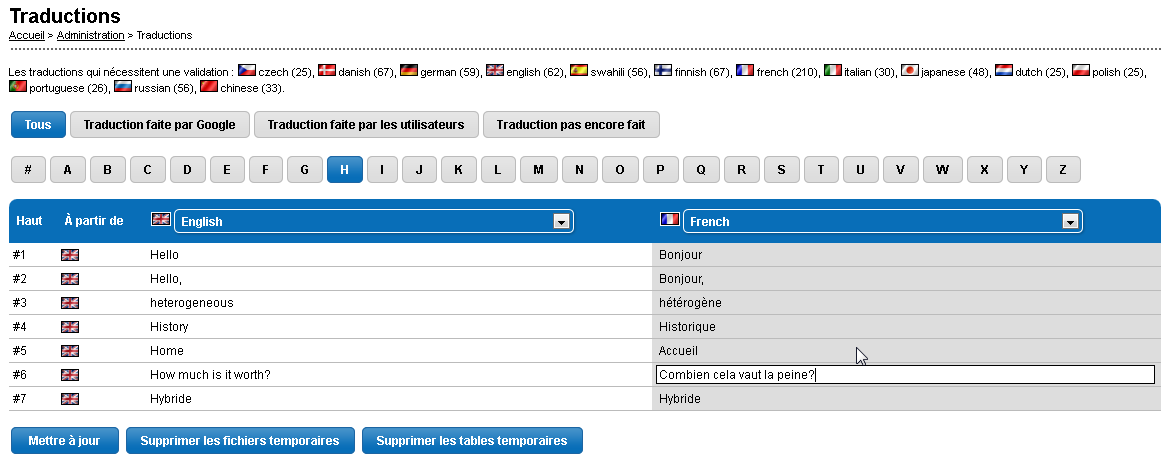 Traductions
Accueil > Administration > Traductions
Les traductions qui nécessitent une validation : czech (25), danish (67), german (59), english (62), swahili (56), finnish (67), french (210), italian (30), japanese (48), dutch (25), polish (25),
portuguese (26), russian (56), chinese (33).
Tous Traduction faite par Google Traduction faite par les utilisateurs Traduction pas encore fait
# A B C D E F G H I J K L M N O P Q R S T U V W X Y Z
Haut À partir de English French
#1 Hello Bonjour
#2 Hello, Bonjour,
#3 heterogeneous hétérogène
#4 History Historique
#5 Home Accueil
#6 How much is it worth? Combien cela vaut la peine?
#7 Hybride Hybride
Mettre à jour Supprimer les fichiers temporaires Supprimer les tables temporaires